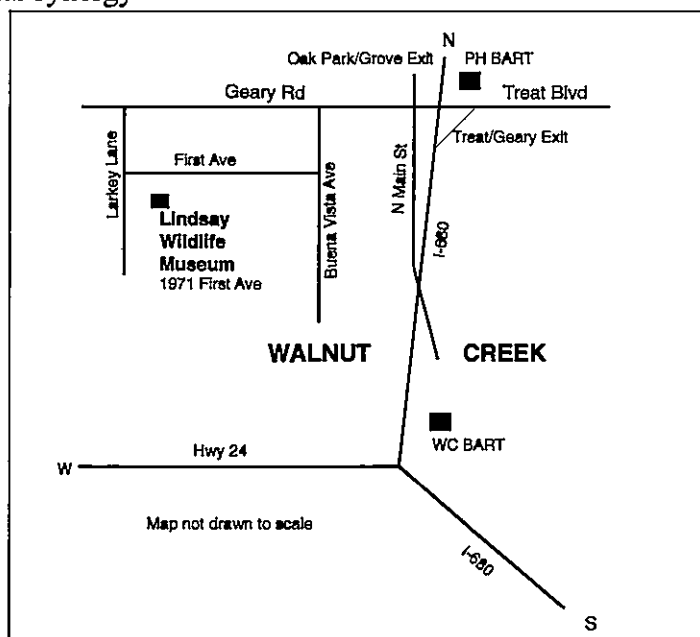 N
Oak Park/Grove Exit PH BART
Geary Rd Treat Blvd
Treat/Geary Exit
First Ave
Larkey Lane
Buena Vista Ave
N Main St
Lindsay
Wildlife
Museum
1971 First Ave
I-680
WALNUT CREEK
WC BART
Hwy 24
W
Map not drawn to scale
I-680
S